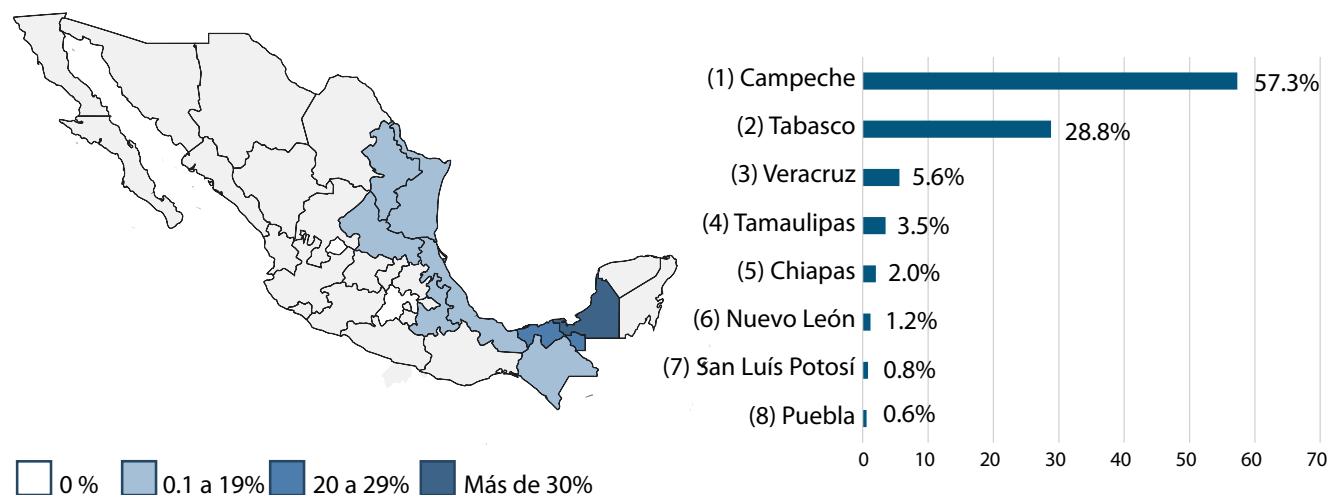 (1) Campeche 57.3%
(2) Tabasco 28.8%
(3) Veracruz 5.6%
(4) Tamaulipas 3.5%
(5) Chiapas 2.0%
(6) Nuevo León 1.2%
(7) San Luís Potosí 0.8%
(8) Puebla 0.6%
0 10 20 30 40 50 60 70
0 % 0.1 a 19% 20 a 29% Más de 30%